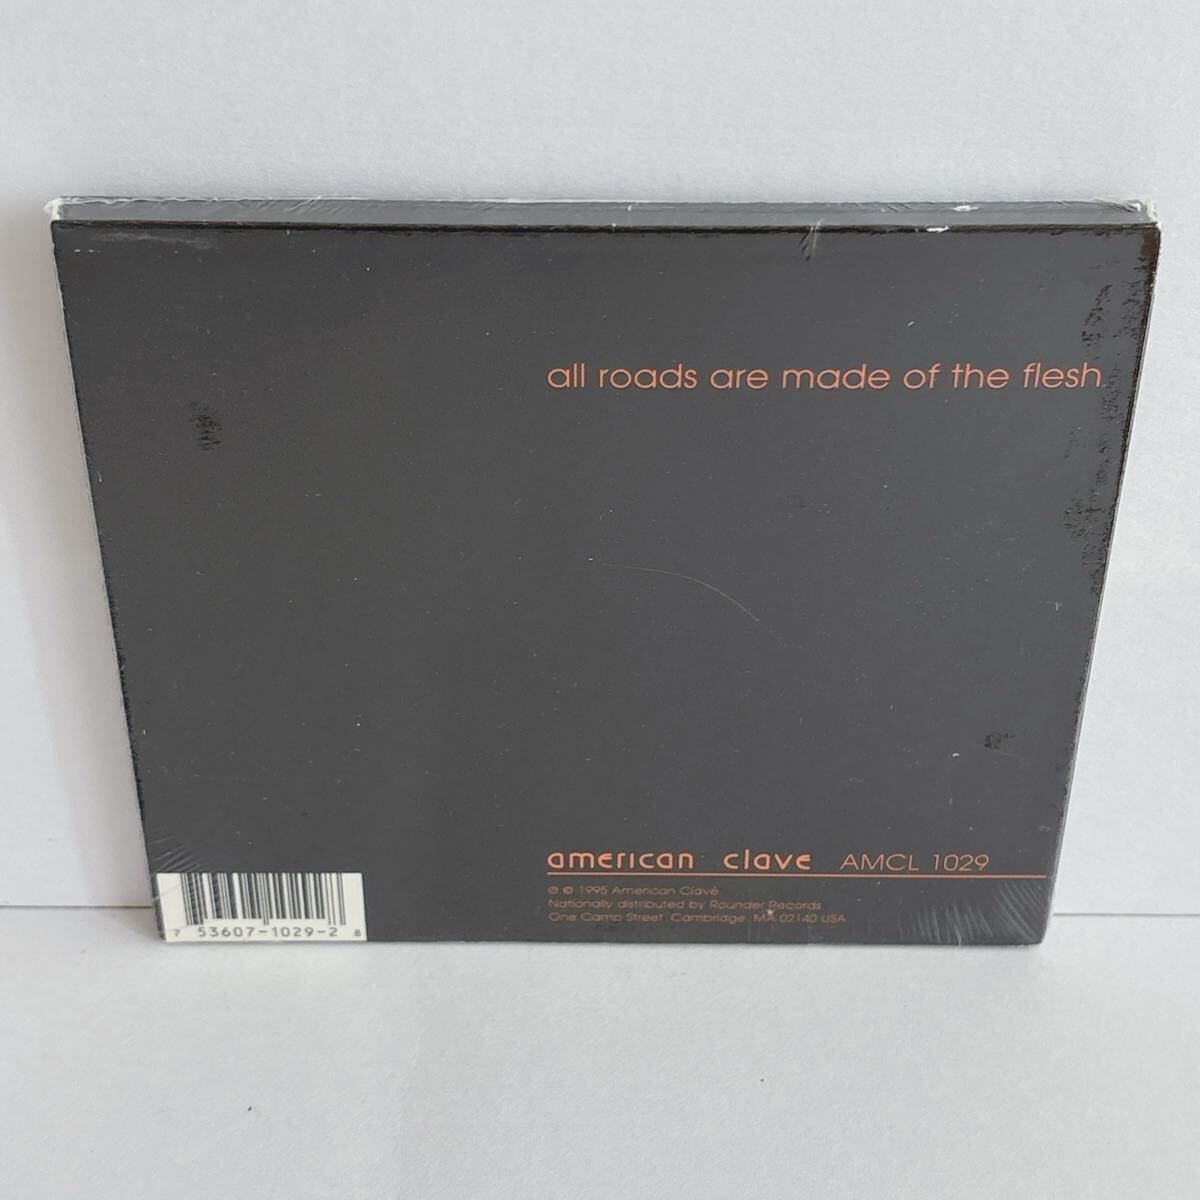 all roads are made of the flesh
american clave AMCL 1029
℗ © 1995 American Clavé
Nationally distributed by Rounder Records
One Camp Street, Cambridge, MA 02140 USA
7 53607-1029-2 8